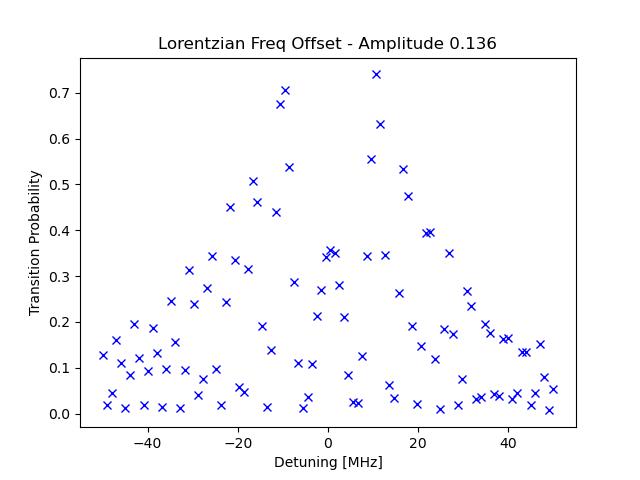 Lorentzian Freq Offset - Amplitude 0.136
Transition Probability
0.7
0.6
0.5
0.4
0.3
0.2
0.1
0.0
−40 −20 0 20 40
Detuning [MHz]